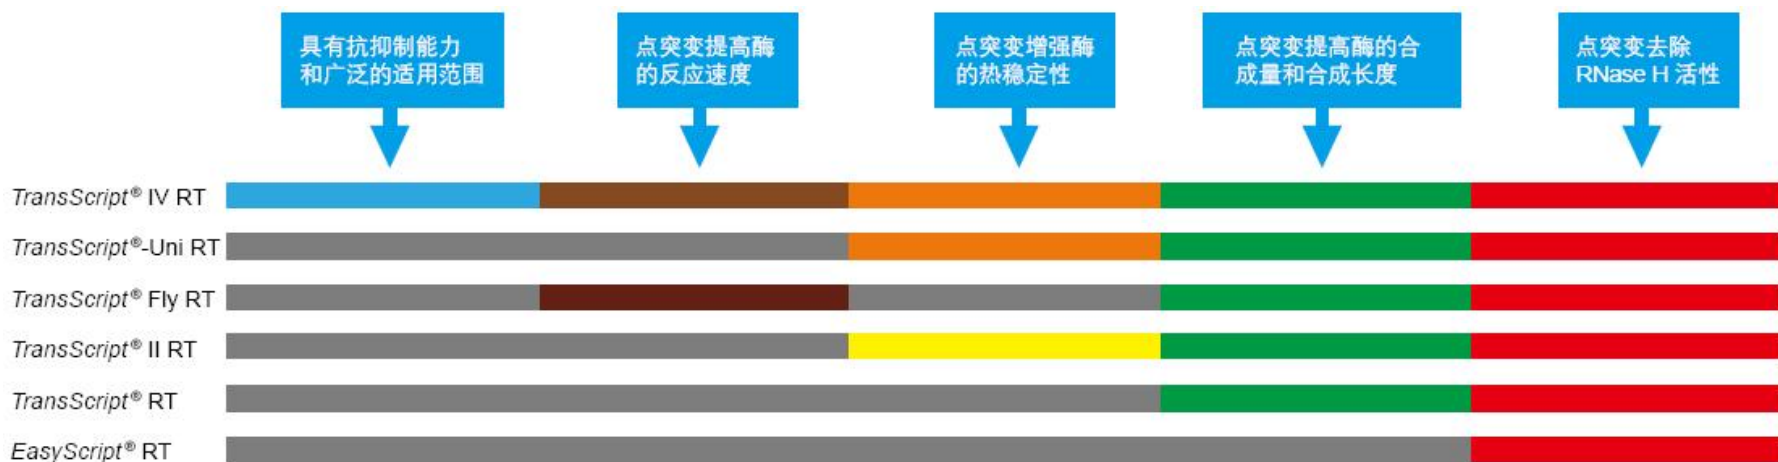 具有抗抑制能力
和广泛的适用范围
点突变提高酶
的反应速度
点突变增强酶
的热稳定性
点突变提高酶的合
成量和合成长度
点突变去除
RNase H 活性
TransScript® IV RT
TransScript®-Uni RT
TransScript® Fly RT
TransScript® II RT
TransScript® RT
EasyScript® RT